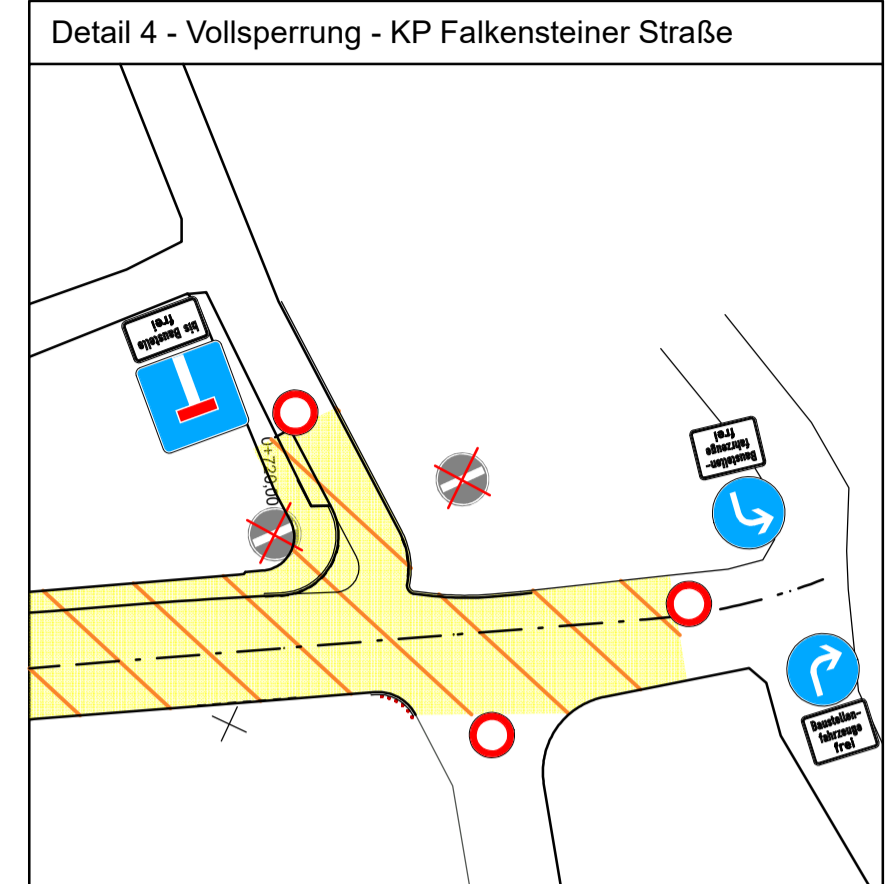 Detail 4 - Vollsperrung - KP Falkensteiner Straße
bis Baustelle
frei
0+720,00
Baustellen-
fahrzeuge
frei
Baustellen-
fahrzeuge
frei